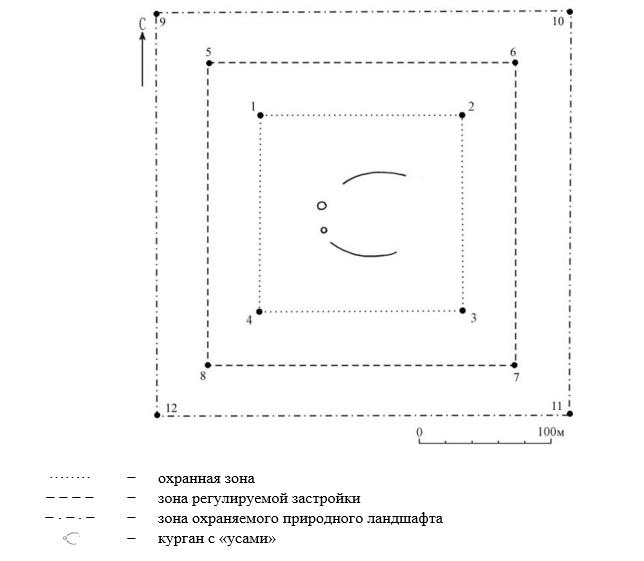 С 9 10
5 6
1 2
4 3
8 7
12 11
0 100м
– охранная зона
– зона регулируемой застройки
– зона охраняемого природного ландшафта
– курган с «усами»